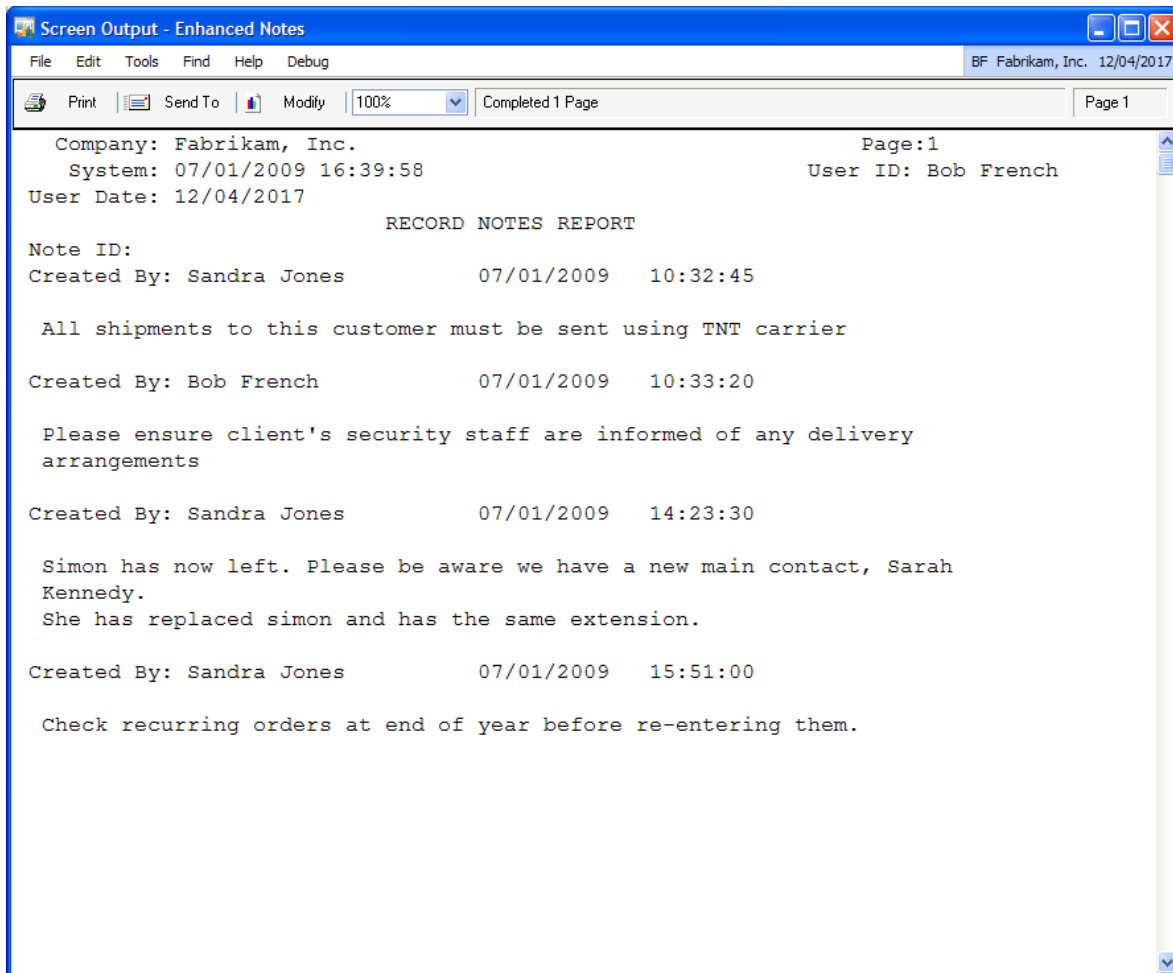 Screen Output - Enhanced Notes
File Edit Tools Find Help Debug BF Fabrikam, Inc. 12/04/2017
Print Send To Modify 100% Completed 1 Page Page 1
Company: Fabrikam, Inc. Page:1
System: 07/01/2009 16:39:58 User ID: Bob French
User Date: 12/04/2017
RECORD NOTES REPORT
Note ID:
Created By: Sandra Jones 07/01/2009 10:32:45
All shipments to this customer must be sent using TNT carrier
Created By: Bob French 07/01/2009 10:33:20
Please ensure client's security staff are informed of any delivery
arrangements
Created By: Sandra Jones 07/01/2009 14:23:30
Simon has now left. Please be aware we have a new main contact, Sarah
Kennedy.
She has replaced simon and has the same extension.
Created By: Sandra Jones 07/01/2009 15:51:00
Check recurring orders at end of year before re-entering them.